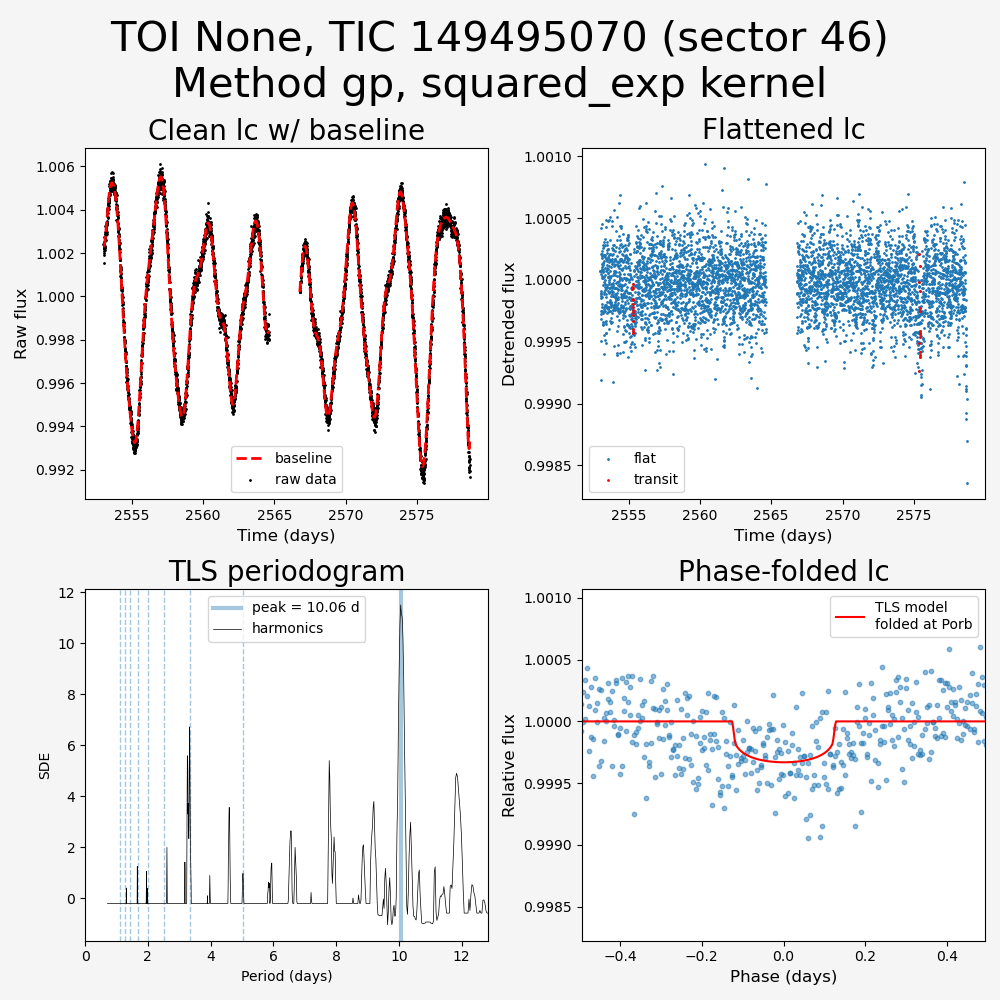 TOI None, TIC 149495070 (sector 46)
Method gp, squared_exp kernel
Clean lc w/ baseline
1.006
1.004
1.002
1.000
0.998
0.996
0.994
0.992
Raw flux
baseline
raw data
2555
2560
2565
2570
2575
Time (days)
Flattened lc
1.0010
1.0005
1.0000
0.9995
0.9990
0.9985
Detrended flux
flat
transit
2555
2560
2565
2570
2575
Time (days)
TLS periodogram
12
10
8
6
4
2
0
SDE
peak = 10.06 d
harmonics
0
2
4
6
8
10
12
Period (days)
Phase-folded lc
1.0010
1.0005
1.0000
0.9995
0.9990
0.9985
Relative flux
TLS model
folded at Porb
−0.4
−0.2
0.0
0.2
0.4
Phase (days)